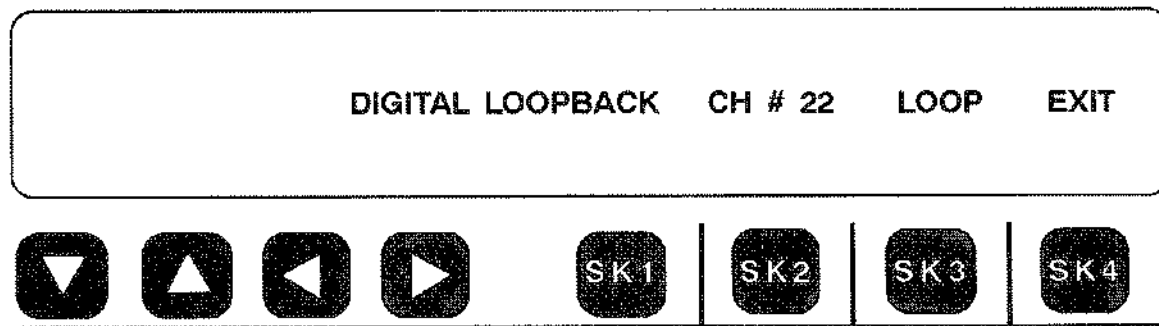 DIGITAL LOOPBACK CH # 22 LOOP EXIT
SK1 SK2 SK3 SK4